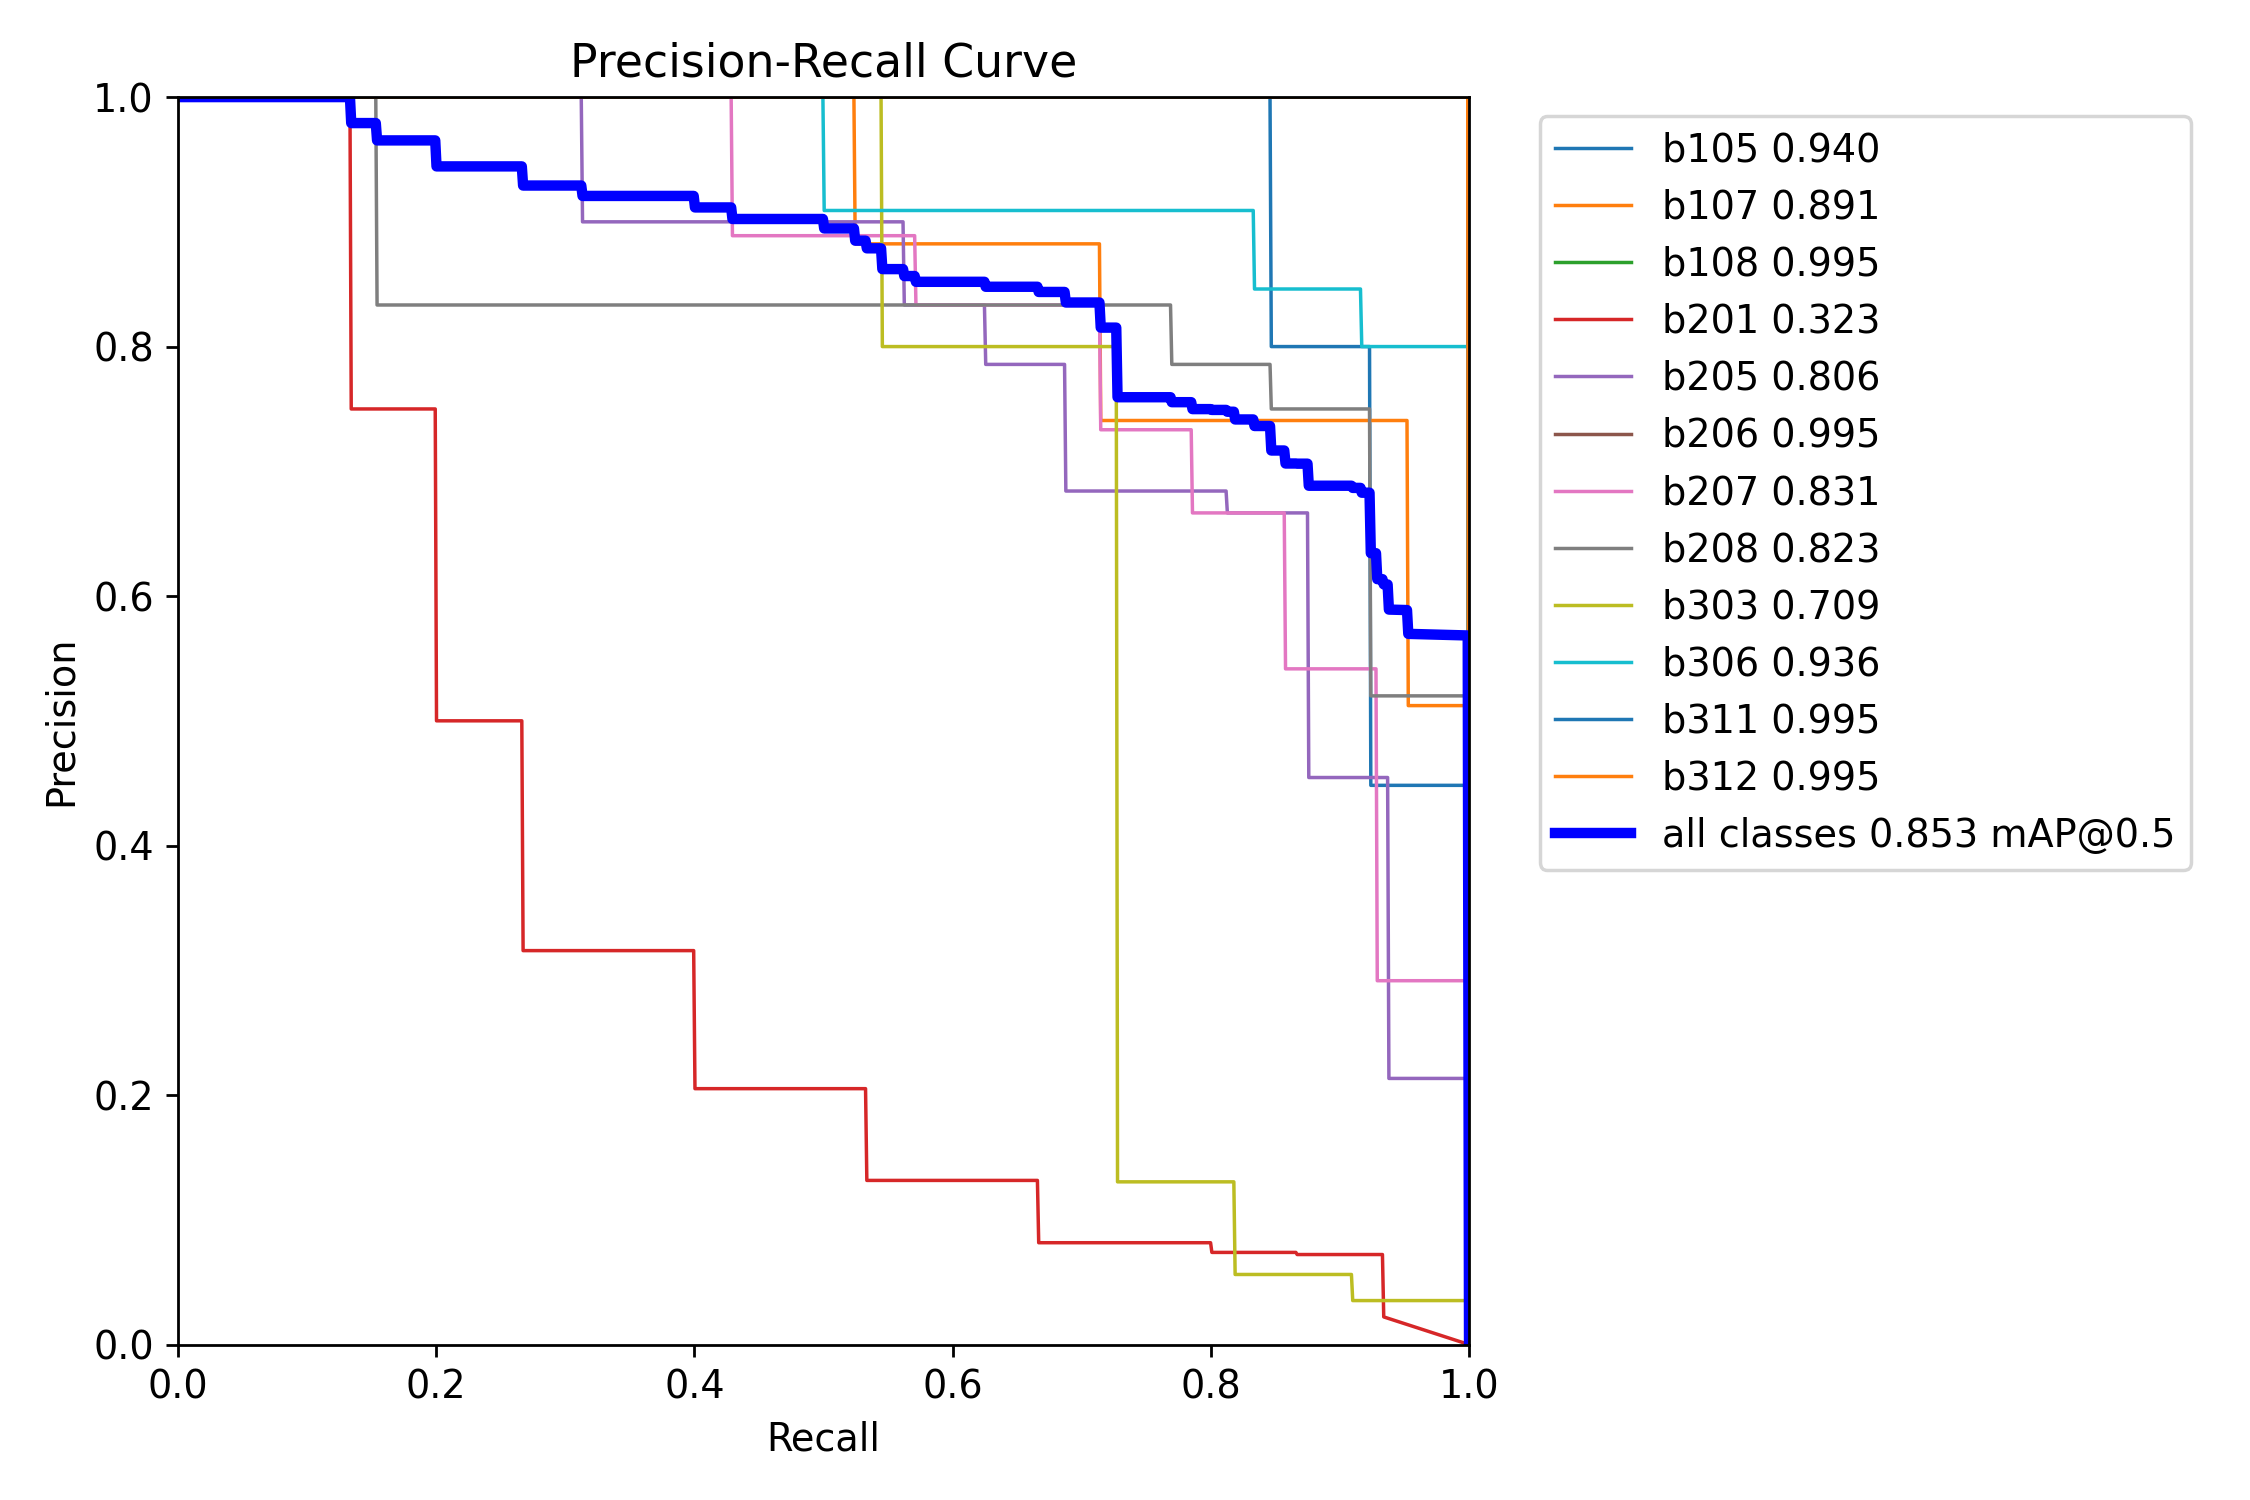 Precision-Recall Curve
1.0
0.8
0.6
0.4
0.2
0.0
Precision
0.0 0.2 0.4 0.6 0.8 1.0
Recall
b105 0.940
b107 0.891
b108 0.995
b201 0.323
b205 0.806
b206 0.995
b207 0.831
b208 0.823
b303 0.709
b306 0.936
b311 0.995
b312 0.995
all classes 0.853 mAP@0.5